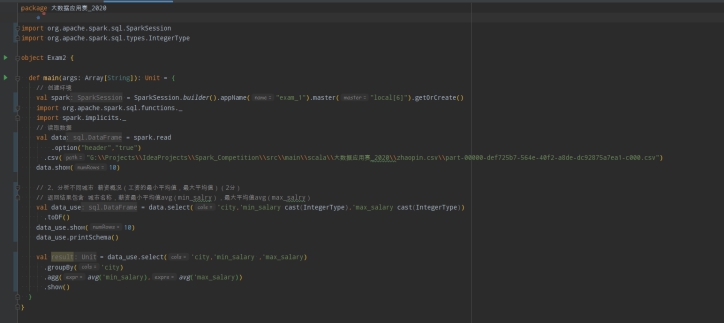 package 大数据应用赛_2020
import org.apache.spark.sql.SparkSession
import org.apache.spark.sql.types.IntegerType
object Exam2 {
def main(args: Array[String]): Unit = {
// 创建环境
val spark: SparkSession = SparkSession.builder().appName( name = "exam_1").master( master = "local[6]").getOrCreate()
import org.apache.spark.sql.functions._
import spark.implicits._
// 读取数据
val data: sql.DataFrame = spark.read
.option("header","true")
.csv( path = "G:\\Projects\\IdeaProjects\\Spark_Competition\\src\\main\\scala\\大数据应用赛_2020\\zhaopin.csv\\part-00000-def725b7-564e-40f2-a8de-dc92875a7ea1-c000.csv")
data.show( numRows = 10)
// 2、分析不同城市 薪资概况(工资的最小平均值,最大平均值)(2分)
// 返回结果包含 城市名称,薪资最小平均值avg(min_salry),最大平均值avg(max_salry)
val data_use: sql.DataFrame = data.select( cols = 'city,'min_salary cast(IntegerType),'max_salary cast(IntegerType))
.toDF()
data_use.show( numRows = 10)
data_use.printSchema()
val result: Unit = data_use.select( cols = 'city,'min_salary ,'max_salary)
.groupBy( cols = 'city)
.agg( expr = avg('min_salary), exprs = avg('max_salary))
.show()
}
}